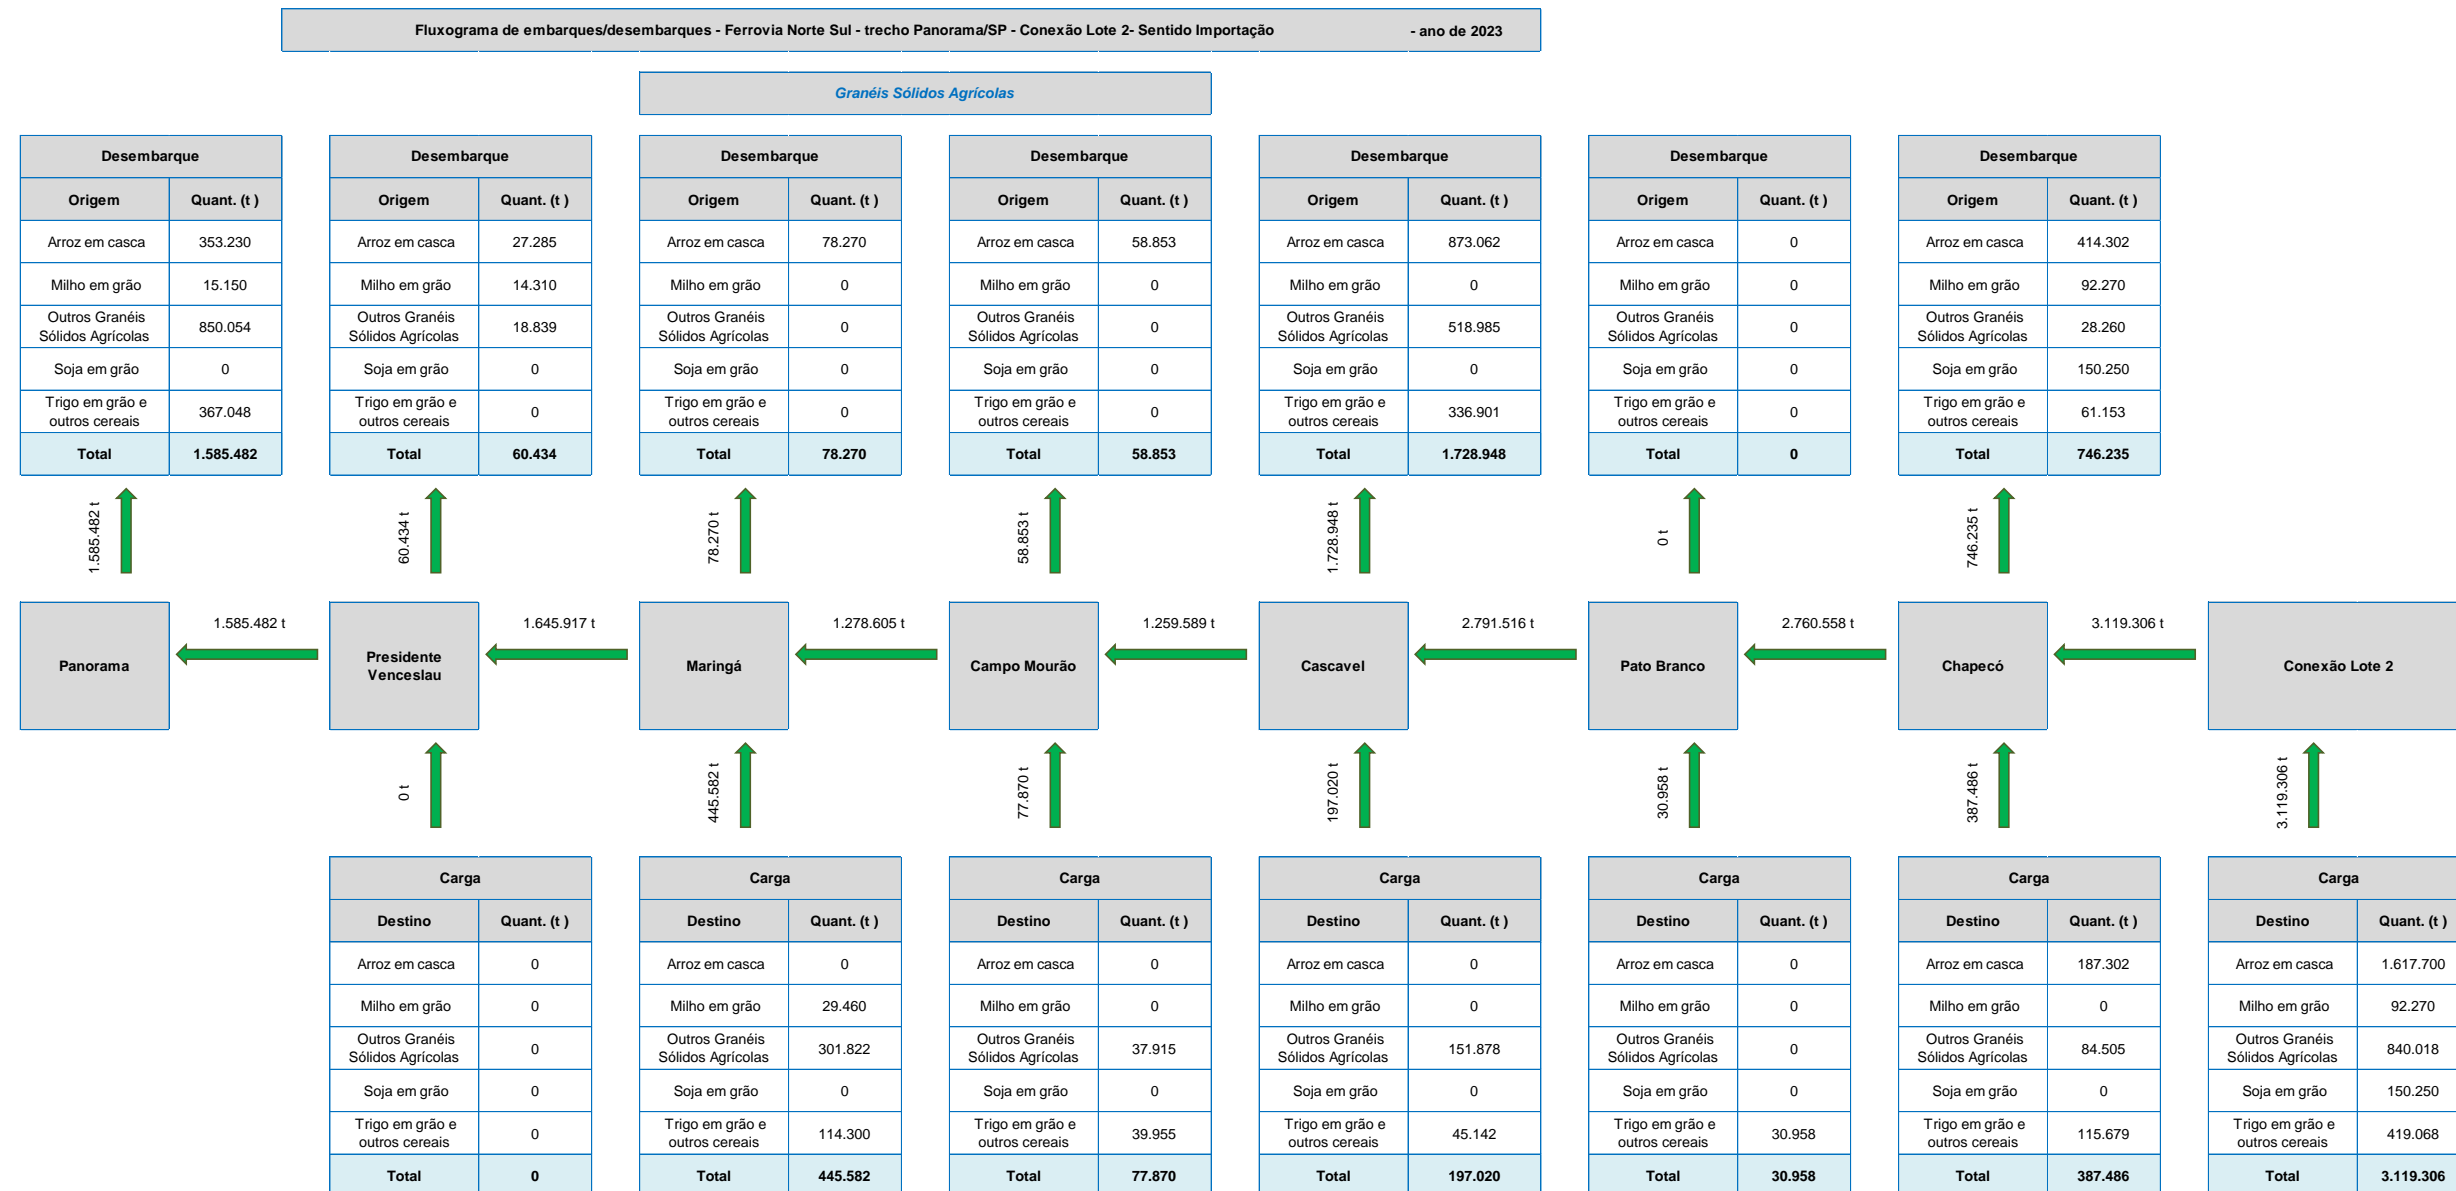 Fluxograma de embarques/desembarques - Ferrovia Norte Sul - trecho Panorama/SP - Conexão Lote 2- Sentido Importação - ano de 2023
Granéis Sólidos Agrícolas
Desembarque
Origem Quant. (t )
Arroz em casca 353.230
Milho em grão 15.150
Outros Granéis
Sólidos Agrícolas 850.054
Soja em grão 0
Trigo em grão e
outros cereais 367.048
Total 1.585.482
Desembarque
Origem Quant. (t )
Arroz em casca 27.285
Milho em grão 14.310
Outros Granéis
Sólidos Agrícolas 18.839
Soja em grão 0
Trigo em grão e
outros cereais 0
Total 60.434
Desembarque
Origem Quant. (t )
Arroz em casca 78.270
Milho em grão 0
Outros Granéis
Sólidos Agrícolas 0
Soja em grão 0
Trigo em grão e
outros cereais 0
Total 78.270
Desembarque
Origem Quant. (t )
Arroz em casca 58.853
Milho em grão 0
Outros Granéis
Sólidos Agrícolas 0
Soja em grão 0
Trigo em grão e
outros cereais 0
Total 58.853
Desembarque
Origem Quant. (t )
Arroz em casca 873.062
Milho em grão 0
Outros Granéis
Sólidos Agrícolas 518.985
Soja em grão 0
Trigo em grão e
outros cereais 336.901
Total 1.728.948
Desembarque
Origem Quant. (t )
Arroz em casca 0
Milho em grão 0
Outros Granéis
Sólidos Agrícolas 0
Soja em grão 0
Trigo em grão e
outros cereais 0
Total 0
Desembarque
Origem Quant. (t )
Arroz em casca 414.302
Milho em grão 92.270
Outros Granéis
Sólidos Agrícolas 28.260
Soja em grão 150.250
Trigo em grão e
outros cereais 61.153
Total 746.235
1.585.482 t
60.434 t
78.270 t
58.853 t
1.728.948 t
0 t
746.235 t
Panorama
1.585.482 t
Presidente
Venceslau
1.645.917 t
Maringá
1.278.605 t
Campo Mourão
1.259.589 t
Cascavel
2.791.516 t
Pato Branco
2.760.558 t
Chapecó
3.119.306 t
Conexão Lote 2
0 t
445.582 t
77.870 t
197.020 t
30.958 t
387.486 t
3.119.306 t
Carga
Destino Quant. (t )
Arroz em casca 0
Milho em grão 0
Outros Granéis
Sólidos Agrícolas 0
Soja em grão 0
Trigo em grão e
outros cereais 0
Total 0
Carga
Destino Quant. (t )
Arroz em casca 0
Milho em grão 29.460
Outros Granéis
Sólidos Agrícolas 301.822
Soja em grão 0
Trigo em grão e
outros cereais 114.300
Total 445.582
Carga
Destino Quant. (t )
Arroz em casca 0
Milho em grão 0
Outros Granéis
Sólidos Agrícolas 37.915
Soja em grão 0
Trigo em grão e
outros cereais 39.955
Total 77.870
Carga
Destino Quant. (t )
Arroz em casca 0
Milho em grão 0
Outros Granéis
Sólidos Agrícolas 151.878
Soja em grão 0
Trigo em grão e
outros cereais 45.142
Total 197.020
Carga
Destino Quant. (t )
Arroz em casca 0
Milho em grão 0
Outros Granéis
Sólidos Agrícolas 0
Soja em grão 0
Trigo em grão e
outros cereais 30.958
Total 30.958
Carga
Destino Quant. (t )
Arroz em casca 187.302
Milho em grão 0
Outros Granéis
Sólidos Agrícolas 84.505
Soja em grão 0
Trigo em grão e
outros cereais 115.679
Total 387.486
Carga
Destino Quant. (t )
Arroz em casca 1.617.700
Milho em grão 92.270
Outros Granéis
Sólidos Agrícolas 840.018
Soja em grão 150.250
Trigo em grão e
outros cereais 419.068
Total 3.119.306